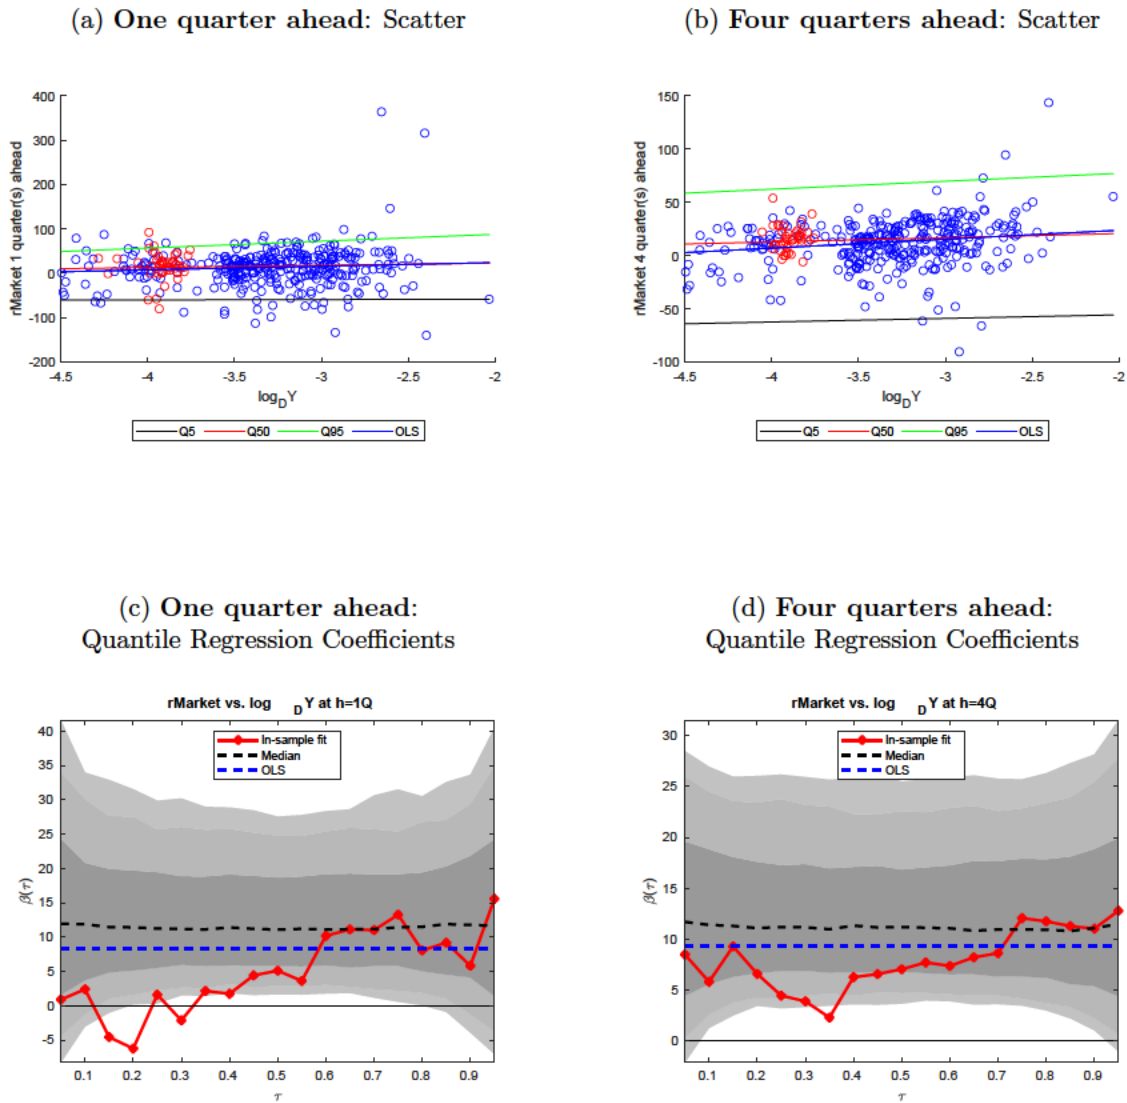 (a) One quarter ahead: Scatter
(b) Four quarters ahead: Scatter
rMarket 1 quarter(s) ahead
400
300
200
100
0
-100
-200
-4.5 -4 -3.5 -3 -2.5 -2
log_DY
Q5 Q50 Q95 OLS
rMarket 4 quarter(s) ahead
150
100
50
0
-50
-100
-4.5 -4 -3.5 -3 -2.5 -2
log_DY
Q5 Q50 Q95 OLS
(c) One quarter ahead:
Quantile Regression Coefficients
(d) Four quarters ahead:
Quantile Regression Coefficients
rMarket vs. log _DY at h=1Q
In-sample fit
Median
OLS
β(τ)
40
35
30
25
20
15
10
5
0
-5
0.1 0.2 0.3 0.4 0.5 0.6 0.7 0.8 0.9
τ
rMarket vs. log _DY at h=4Q
In-sample fit
Median
OLS
β(τ)
30
25
20
15
10
5
0
0.1 0.2 0.3 0.4 0.5 0.6 0.7 0.8 0.9
τ